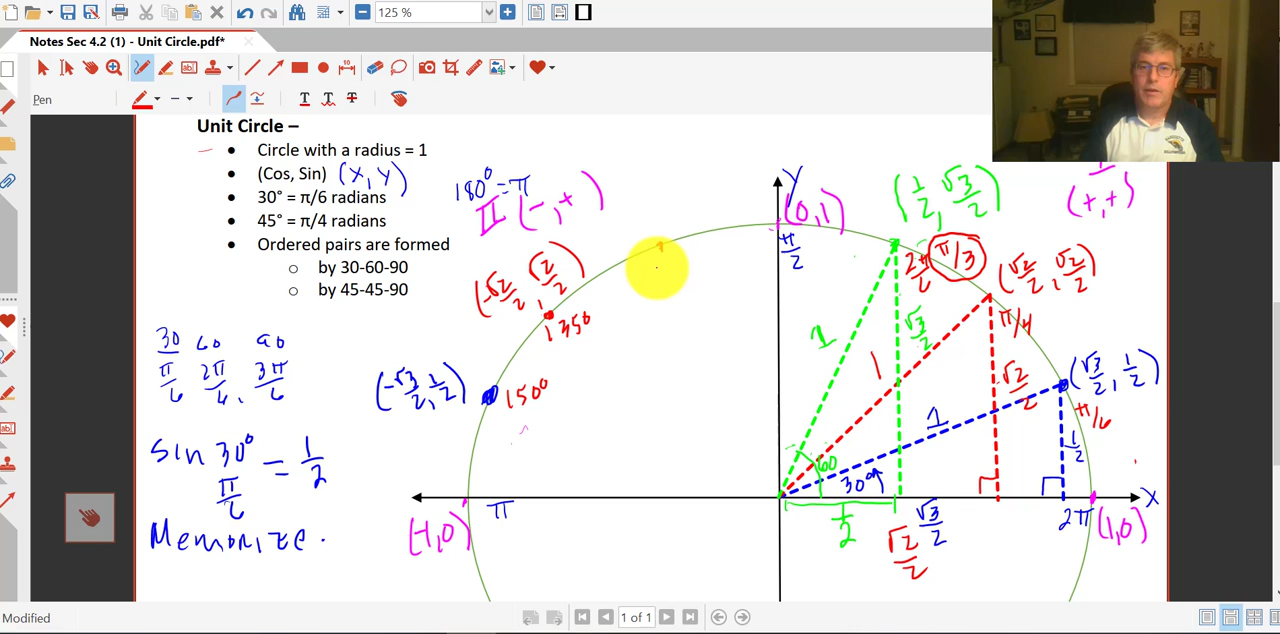 125 %
Notes Sec 4.2 (1) - Unit Circle.pdf*
Pen
Unit Circle –
• Circle with a radius = 1
• (Cos, Sin) (X, Y)
• 30° = π/6 radians
• 45° = π/4 radians
• Ordered pairs are formed
o by 30-60-90
o by 45-45-90
180° = π
II (-, +)
(+, +)
Y
(0,1)
π/2
(1/2, √3/2)
2π/6 π/3
(√2/2, √2/2)
π/4
(-√2/2, √2/2)
135°
(-√3/2, 1/2)
150°
(√3/2, 1/2)
π/6
1
1
1
√3/2
√2/2
1/2
60
30°
30 60 90
π/6 2π/6 3π/6
Sin 30° = 1/2
π/2
Memorize.
π
(-1,0)
X
2π
(1,0)
1/2
√3/2
√2/2
Modified
1 of 1